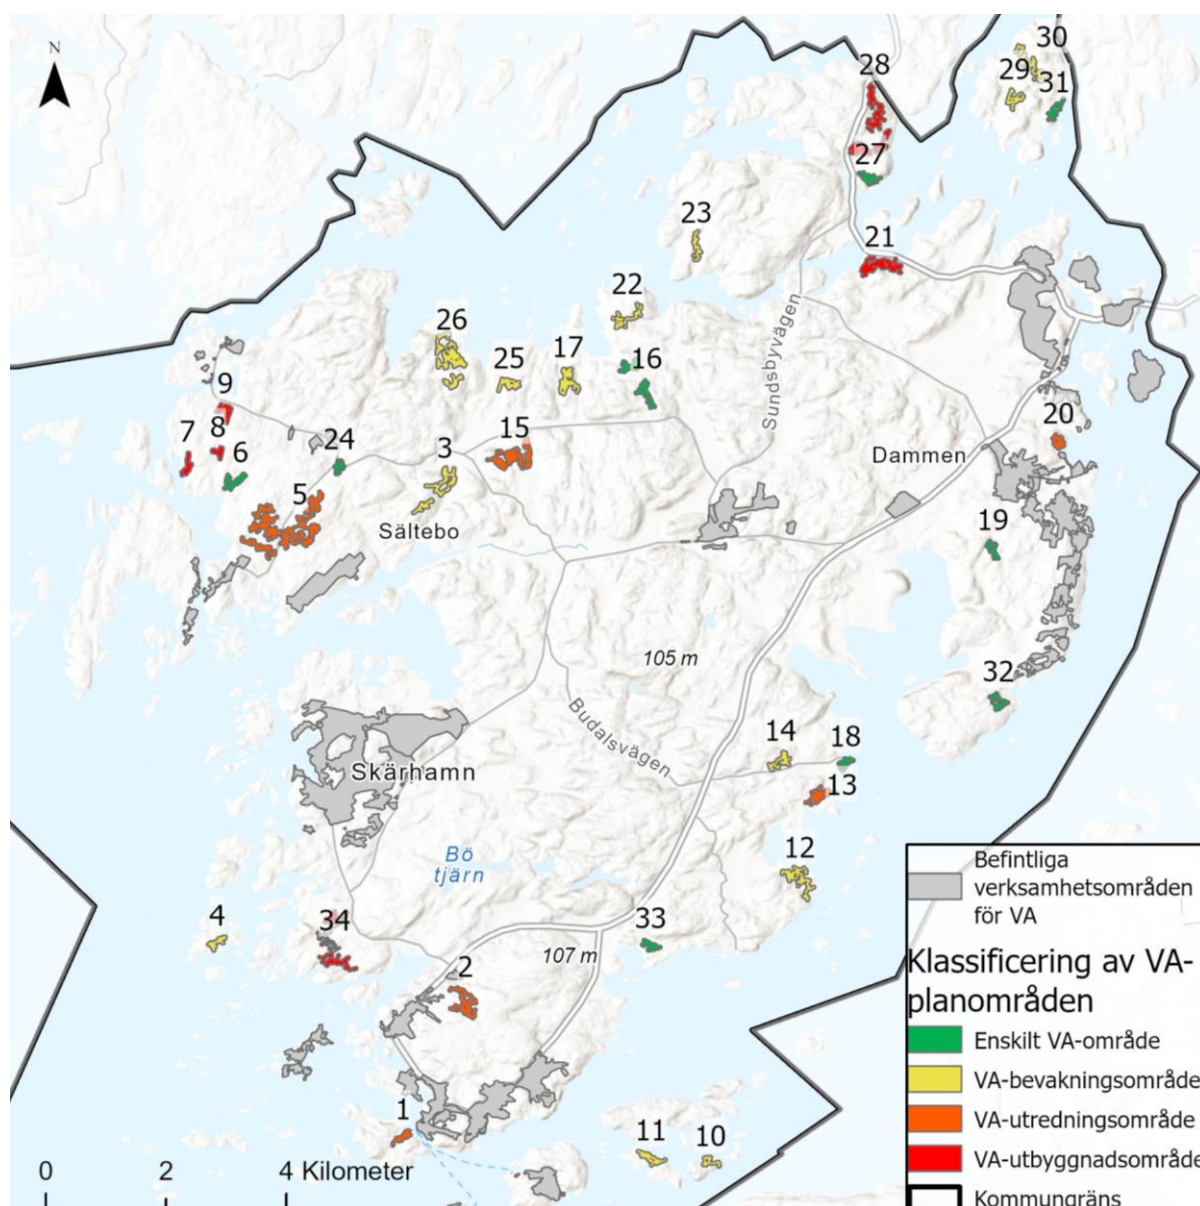 N
30
28
29
31
27
23
21
22
26
25
17
16
Sundsbyvägen
9
7
8
6
24
3
15
20
5
Dammen
Sältebo
19
105 m
32
Budalsvägen
14
18
Skärhamn
13
Bö
tjärn
12
4
34
33
107 m
2
1
11
10
0
2
4 Kilometer
Befintliga
verksamhetsområden
för VA
Klassificering av VA-
planområden
Enskilt VA-område
VA-bevakningsområde
VA-utredningsområde
VA-utbyggnadsområde
Kommungräns